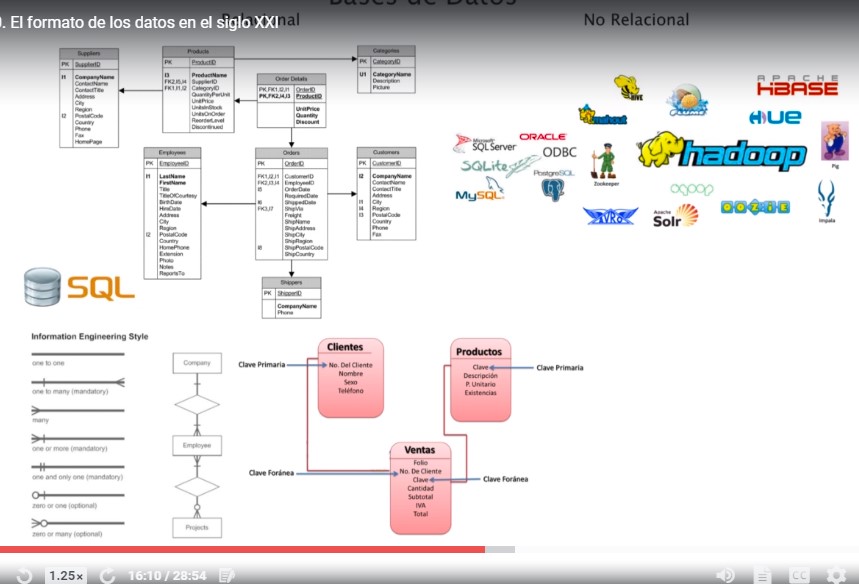 Bases de Datos
0. El formato de los datos en el siglo XXI
No Relacional
Suppliers
PK SupplierID
I1 CompanyName
ContactName
ContactTitle
Address
City
Region
I2 PostalCode
Country
Phone
Fax
HomePage
Products
PK ProductID
I3 ProductName
FK2,I5,I4 SupplierID
FK1,I1,I2 CategoryID
QuantityPerUnit
UnitPrice
UnitsInStock
UnitsOnOrder
ReorderLevel
Discontinued
Categories
PK CategoryID
U1 CategoryName
Description
Picture
Order Details
PK,FK1,I2,I1 OrderID
PK,FK2,I4,I3 ProductID
UnitPrice
Quantity
Discount
Employees
PK EmployeeID
I1 LastName
FirstName
Title
TitleOfCourtesy
BirthDate
HireDate
Address
City
Region
I2 PostalCode
Country
HomePhone
Extension
Photo
Notes
ReportsTo
Orders
PK OrderID
FK1,I2,I1 CustomerID
FK2,I3,I4 EmployeeID
OrderDate
RequiredDate
ShippedDate
ShipVia
Freight
ShipName
ShipAddress
ShipCity
ShipRegion
ShipPostalCode
ShipCountry
Customers
PK CustomerID
I2 CompanyName
ContactName
ContactTitle
Address
I1 City
I4 Region
I3 PostalCode
Country
Phone
Fax
Shippers
PK ShipperID
CompanyName
Phone
SQL
HIVE
APACHE
HBASE
FLUME
mahout
HUE
Microsoft
SQL Server
ORACLE
ODBC
SQLite
PostgreSQL
MySQL
Zookeeper
hadoop
Pig
sqoop
AVRO
Apache
Solr
OOZIE
Impala
Information Engineering Style
one to one
one to many (mandatory)
many
one or more (mandatory)
one and only one (mandatory)
zero or one (optional)
zero or many (optional)
Company
Employee
Projects
Clientes
Clave Primaria
No. Del Cliente
Nombre
Sexo
Teléfono
Productos
Clave
Clave Primaria
Descripción
P. Unitario
Existencias
Ventas
Folio
Clave Foránea
No. De Cliente
Clave
Clave Foránea
Cantidad
Subtotal
IVA
Total
1.25x
16:10 / 28:54
CC